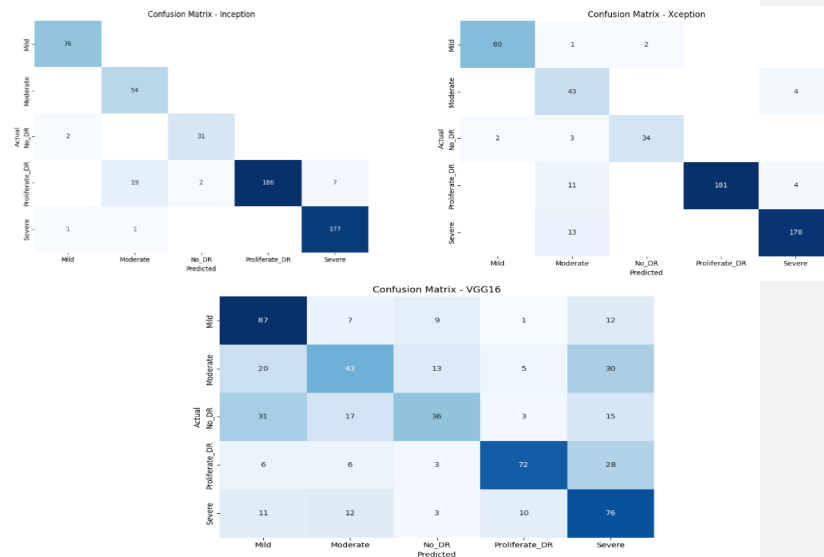 Confusion Matrix - Inception
Mild 76
Moderate 54
Actual
No_DR 2 31
Proliferate_DR 19 2 186 7
Severe 1 1 177
Mild Moderate No_DR Proliferate_DR Severe
Predicted
Confusion Matrix - Xception
Mild 80 1 2
Moderate 43 4
Actual
No_DR 2 3 34
Proliferate_DR 11 181 4
Severe 13 178
Mild Moderate No_DR Proliferate_DR Severe
Predicted
Confusion Matrix - VGG16
Mild 87 7 9 1 12
Moderate 20 43 13 5 30
Actual
No_DR 31 17 36 3 15
Proliferate_DR 6 6 3 72 28
Severe 11 12 3 10 76
Mild Moderate No_DR Proliferate_DR Severe
Predicted